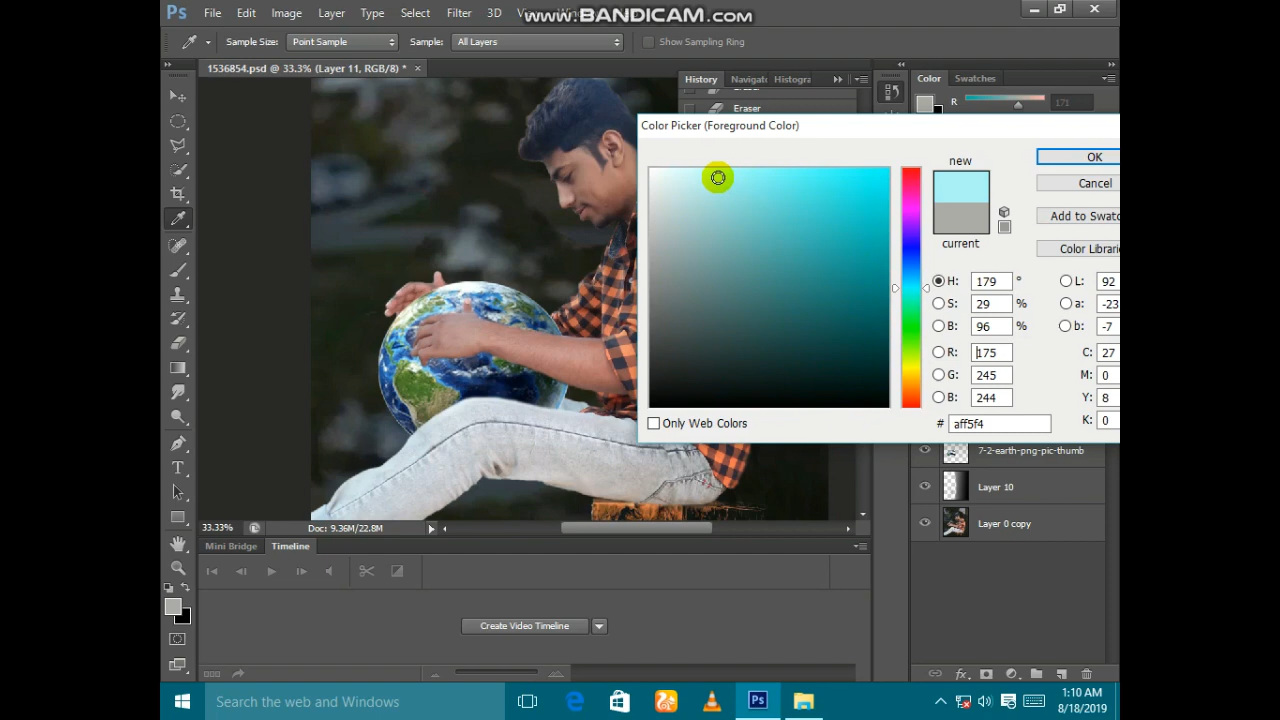 Ps File Edit Image Layer Type Select Filter 3D
www.BANDICAM.com
Sample Size: Point Sample Sample: All Layers Show Sampling Ring
1536854.psd @ 33.3% (Layer 11, RGB/8) * ×
History Navigat Histogra
Color Swatches
Eraser
R 171
Color Picker (Foreground Color)
new
OK
Cancel
Add to Swatc
current
Color Librari
H: 179 °
L: 92
S: 29 %
a: -23
B: 96 %
b: -7
R: 175
C: 27
G: 245
M: 0
B: 244
Y: 8
# aff5f4
K: 0
Only Web Colors
7-2-earth-png-pic-thumb
Layer 10
Layer 0 copy
33.33% Doc: 9.36M/22.8M
Mini Bridge Timeline
Create Video Timeline
fx
Search the web and Windows
Ps
1:10 AM
8/18/2019